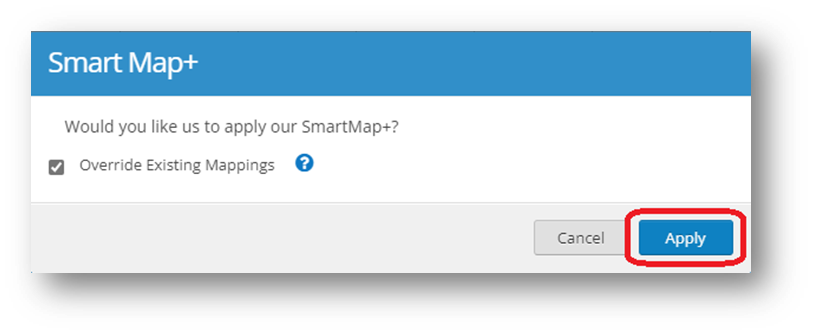 Smart Map+
Would you like us to apply our SmartMap+?
Override Existing Mappings ?
Cancel Apply